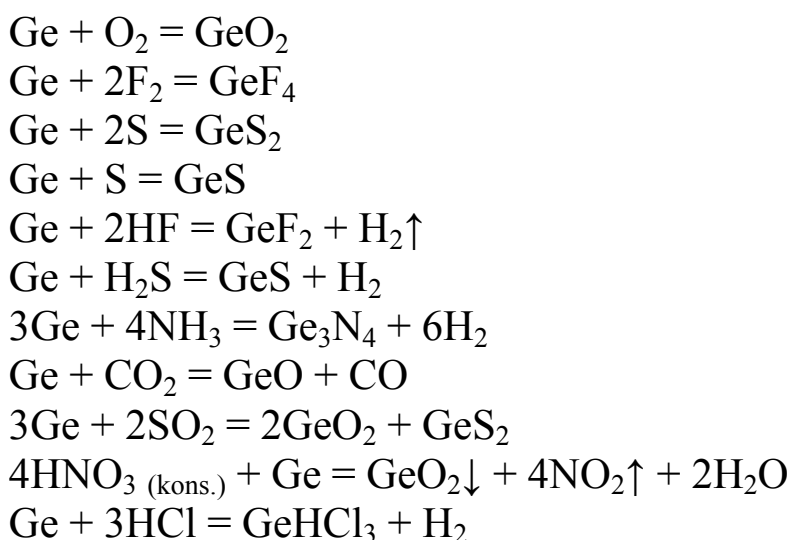 Ge + O₂ = GeO₂
Ge + 2F₂ = GeF₄
Ge + 2S = GeS₂
Ge + S = GeS
Ge + 2HF = GeF₂ + H₂↑
Ge + H₂S = GeS + H₂
3Ge + 4NH₃ = Ge₃N₄ + 6H₂
Ge + CO₂ = GeO + CO
3Ge + 2SO₂ = 2GeO₂ + GeS₂
4HNO₃ (kons.) + Ge = GeO₂↓ + 4NO₂↑ + 2H₂O
Ge + 3HCl = GeHCl₃ + H₂